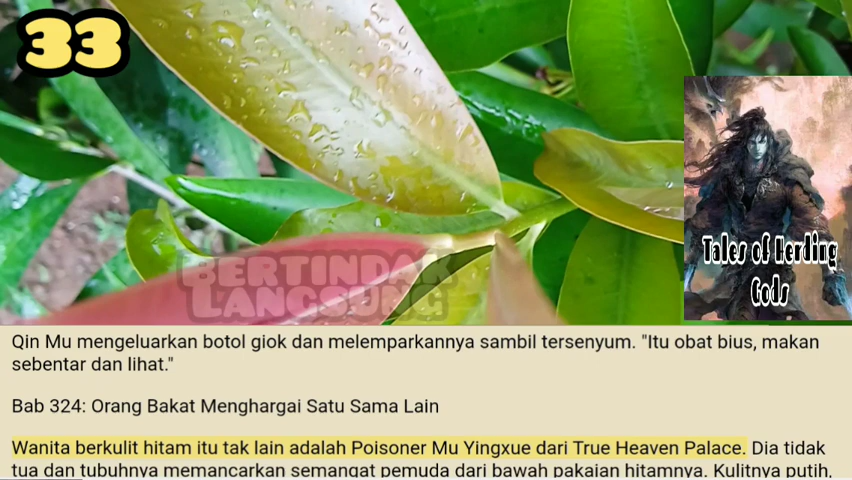 33
BERTINDAK
LANGSUNG
Tales of Herding
Gods
Qin Mu mengeluarkan botol giok dan melemparkannya sambil tersenyum. "Itu obat bius, makan
sebentar dan lihat."
Bab 324: Orang Bakat Menghargai Satu Sama Lain
Wanita berkulit hitam itu tak lain adalah Poisoner Mu Yingxue dari True Heaven Palace. Dia tidak
tua dan tubuhnya memancarkan semangat pemuda dari bawah pakaian hitamnya. Kulitnya putih,